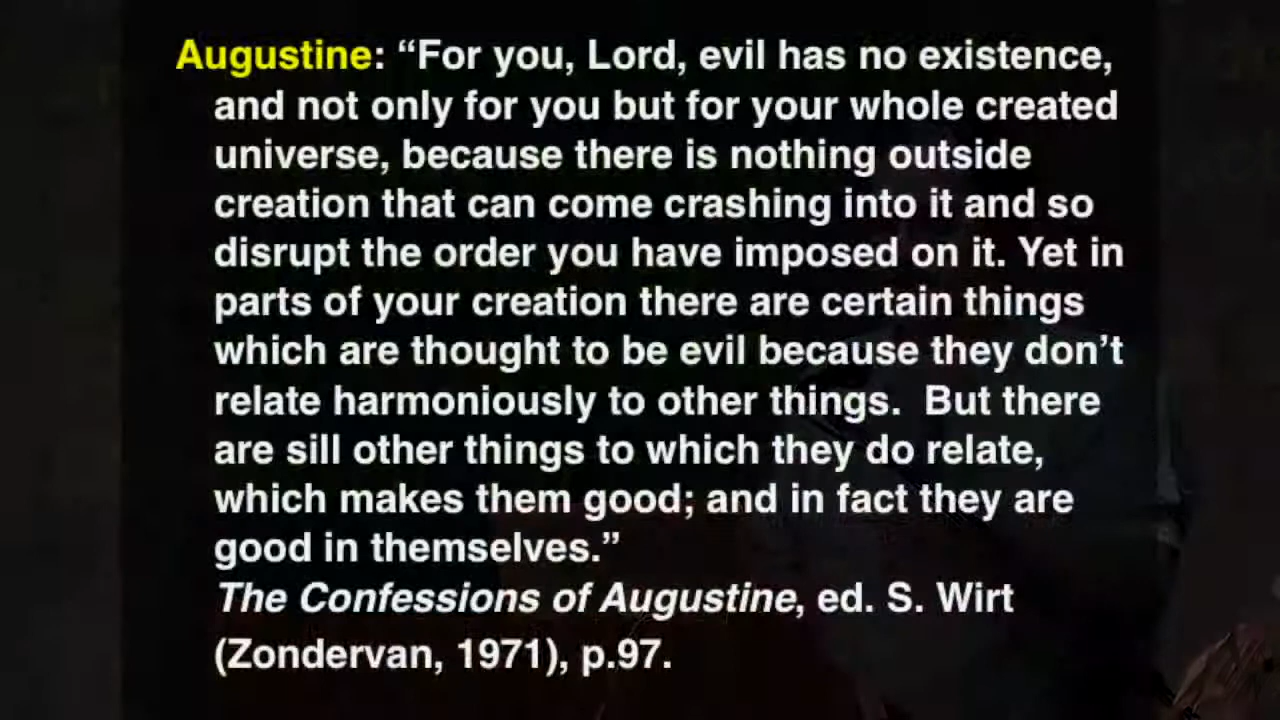 Augustine: “For you, Lord, evil has no existence,
and not only for you but for your whole created
universe, because there is nothing outside
creation that can come crashing into it and so
disrupt the order you have imposed on it. Yet in
parts of your creation there are certain things
which are thought to be evil because they don’t
relate harmoniously to other things.  But there
are sill other things to which they do relate,
which makes them good; and in fact they are
good in themselves.”
The Confessions of Augustine, ed. S. Wirt
(Zondervan, 1971), p.97.